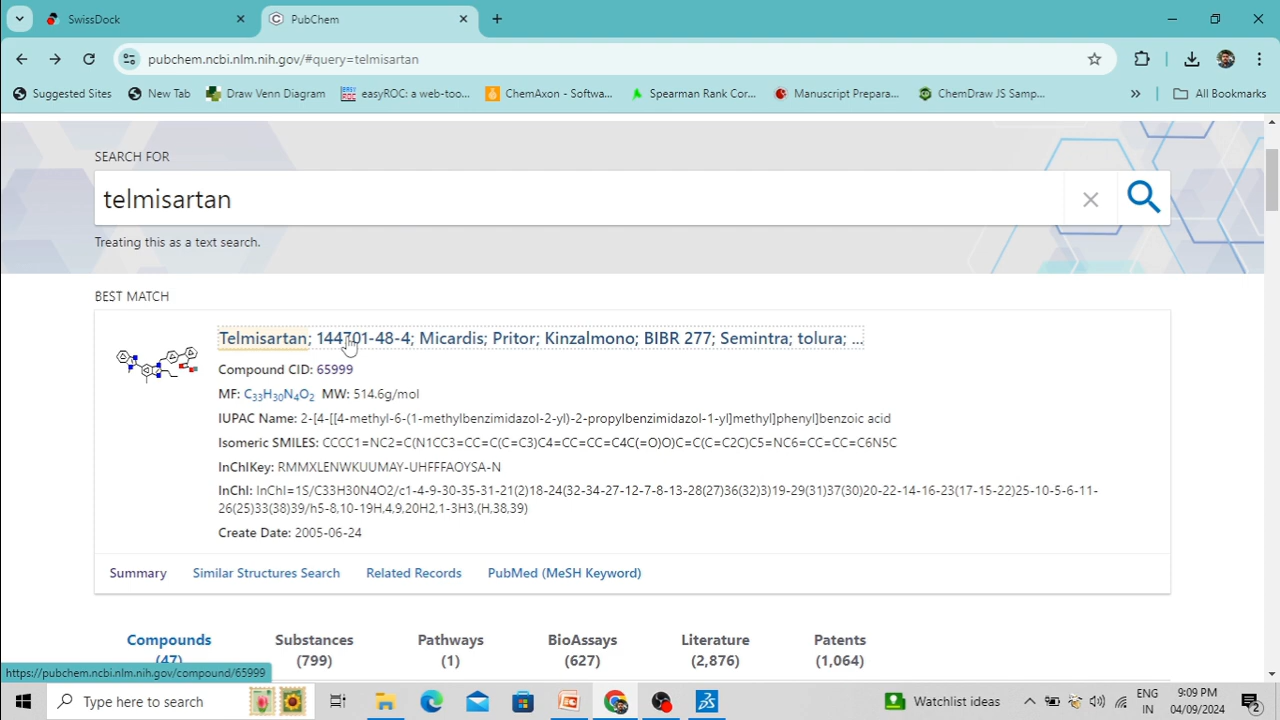 SwissDock
PubChem
pubchem.ncbi.nlm.nih.gov/#query=telmisartan
Suggested Sites
New Tab
Draw Venn Diagram
easyROC: a web-too...
ChemAxon - Softwa...
Spearman Rank Cor...
Manuscript Prepara...
ChemDraw JS Samp...
»
All Bookmarks
SEARCH FOR
telmisartan
Treating this as a text search.
BEST MATCH
Telmisartan; 144701-48-4; Micardis; Pritor; Kinzalmono; BIBR 277; Semintra; tolura; ...
Compound CID: 65999
MF: C₃₃H₃₀N₄O₂ MW: 514.6g/mol
IUPAC Name: 2-[4-[[4-methyl-6-(1-methylbenzimidazol-2-yl)-2-propylbenzimidazol-1-yl]methyl]phenyl]benzoic acid
Isomeric SMILES: CCCC1=NC2=C(N1CC3=CC=C(C=C3)C4=CC=CC=C4C(=O)O)C=C(C=C2C)C5=NC6=CC=CC=C6N5C
InChIKey: RMMXLENWKUUMAY-UHFFFAOYSA-N
InChI: InChI=1S/C33H30N4O2/c1-4-9-30-35-31-21(2)18-24(32-34-27-12-7-8-13-28(27)36(32)3)19-29(31)37(30)20-22-14-16-23(17-15-22)25-10-5-6-11-
26(25)33(38)39/h5-8,10-19H,4,9,20H2,1-3H3,(H,38,39)
Create Date: 2005-06-24
Summary
Similar Structures Search
Related Records
PubMed (MeSH Keyword)
Compounds
(47)
Substances
(799)
Pathways
(1)
BioAssays
(627)
Literature
(2,876)
Patents
(1,064)
https://pubchem.ncbi.nlm.nih.gov/compound/65999
Type here to search
Watchlist ideas
ENG
IN
9:09 PM
04/09/2024
2